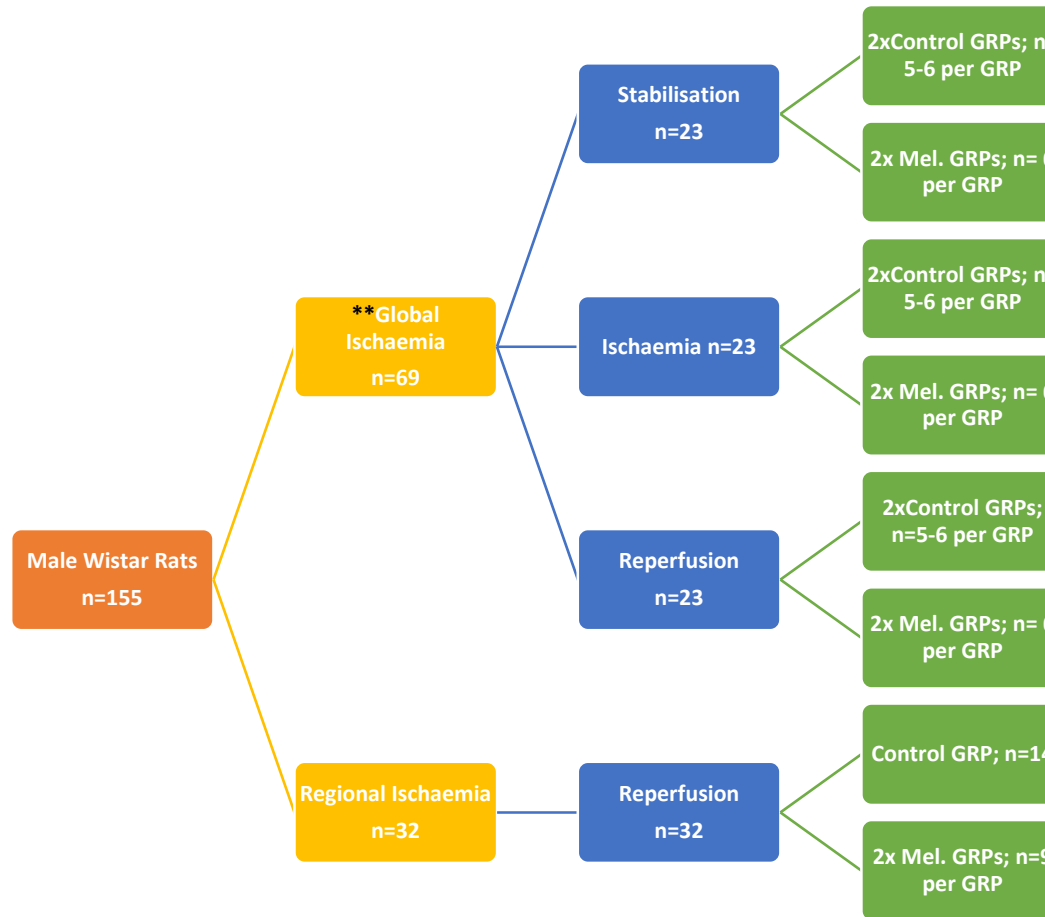 Male Wistar Rats
n=155
**Global
Ischaemia
n=69
Regional Ischaemia
n=32
Stabilisation
n=23
Ischaemia n=23
Reperfusion
n=23
Reperfusion
n=32
2xControl GRPs; n
5-6 per GRP
2x Mel. GRPs; n=
per GRP
2xControl GRPs; n
5-6 per GRP
2x Mel. GRPs; n=
per GRP
2xControl GRPs;
n=5-6 per GRP
2x Mel. GRPs; n=
per GRP
Control GRP; n=14
2x Mel. GRPs; n=9
per GRP